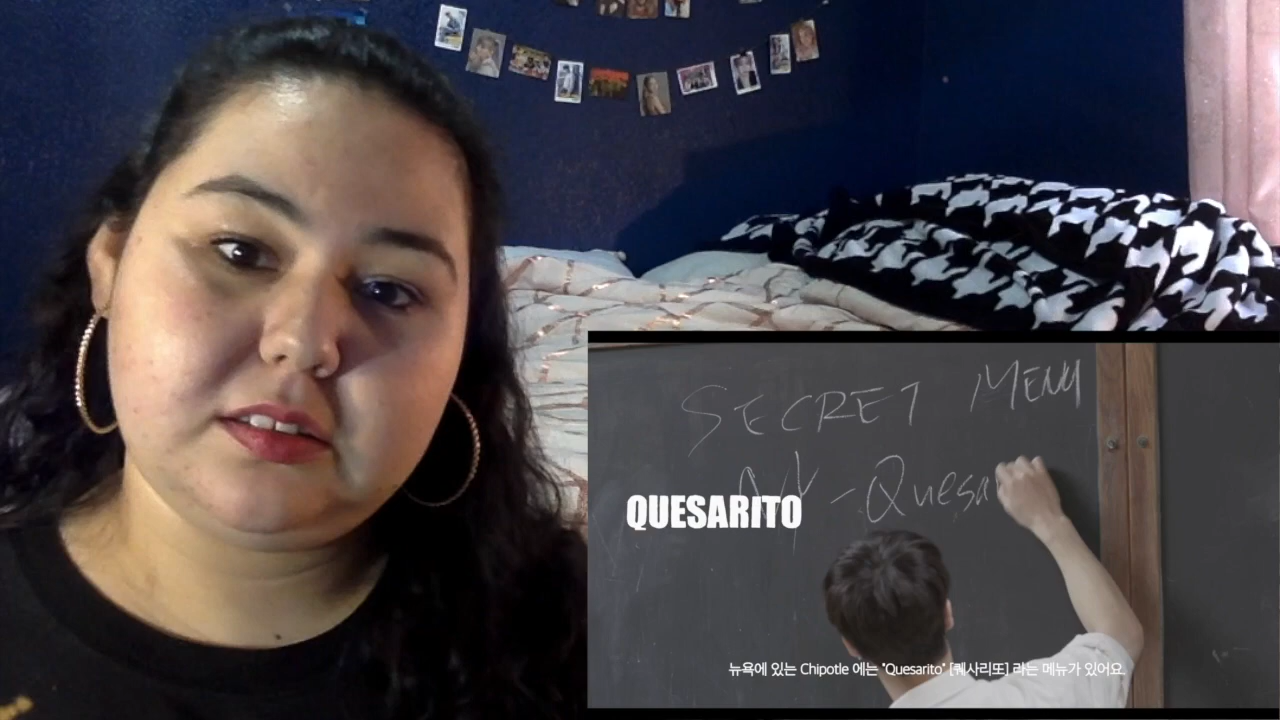 SECRET MENU
NY - Quesa
QUESARITO
뉴욕에 있는 Chipotle 에는 "Quesarito" [퀘사리또] 라는 메뉴가 있어요.